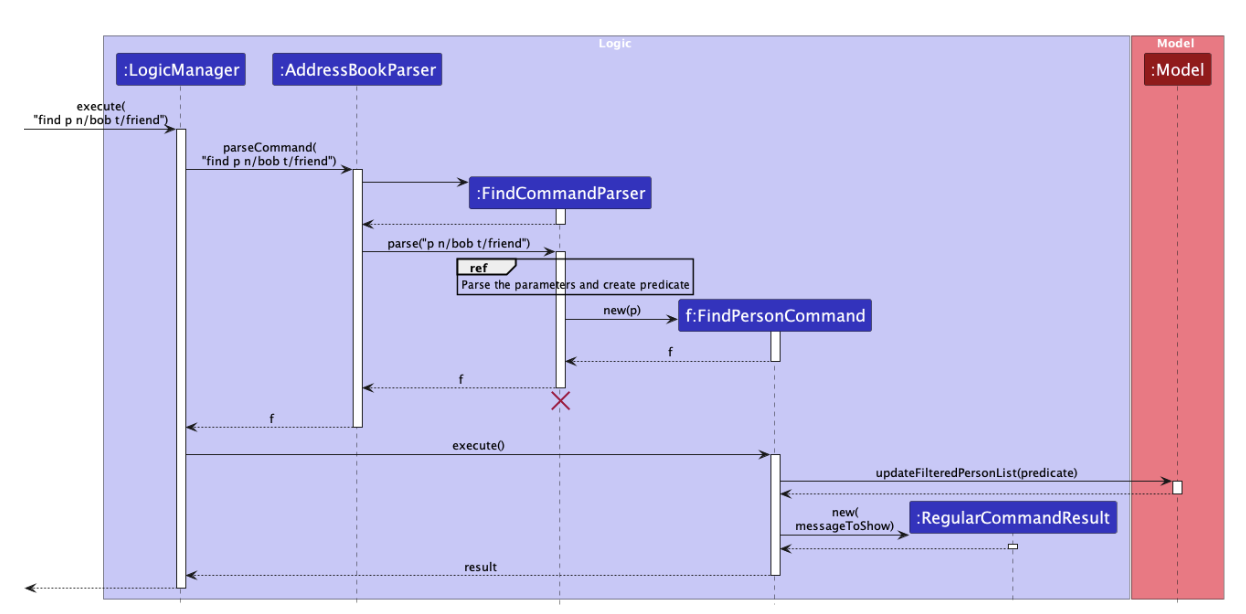 Logic
Model
:LogicManager
:AddressBookParser
:Model
execute(
"find p n/bob t/friend")
parseCommand(
"find p n/bob t/friend")
:FindCommandParser
parse("p n/bob t/friend")
ref
Parse the parameters and create predicate
new(p)
f:FindPersonCommand
f
f
f
execute()
updateFilteredPersonList(predicate)
new(
messageToShow)
:RegularCommandResult
result